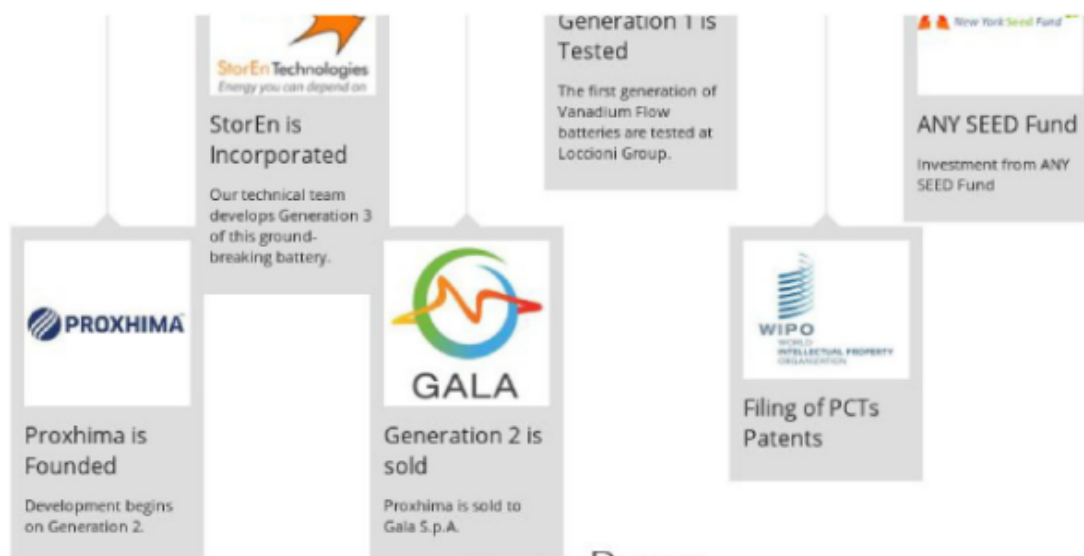 StorEn Technologies
Energy you can depend on
StorEn is
Incorporated
Our technical team
develops Generation 3
of this ground-
breaking battery.
Generation 1 is
Tested
The first generation of
Vanadium Flow
batteries are tested at
Loccioni Group.
New York Seed Fund
ANY SEED Fund
Investment from ANY
SEED Fund
PROXHIMA
Proxhima is
Founded
Development begins
on Generation 2.
GALA
Generation 2 is
sold
Proxhima is sold to
Gala S.p.A.
WIPO
WORLD
INTELLECTUAL PROPERTY
ORGANIZATION
Filing of PCTs
Patents